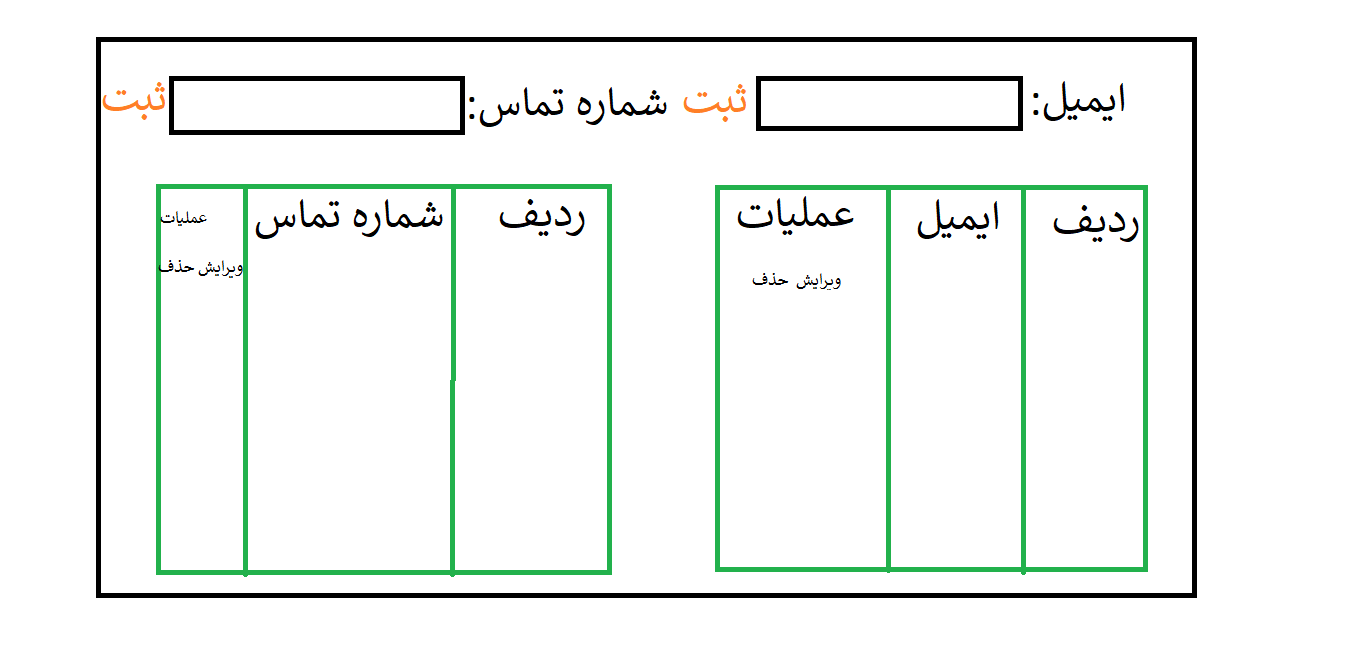 ایمیل: ثبت شماره تماس: ثبت
ردیف ایمیل عملیات
ویرایش حذف
ردیف شماره تماس عملیات
ویرایش حذف